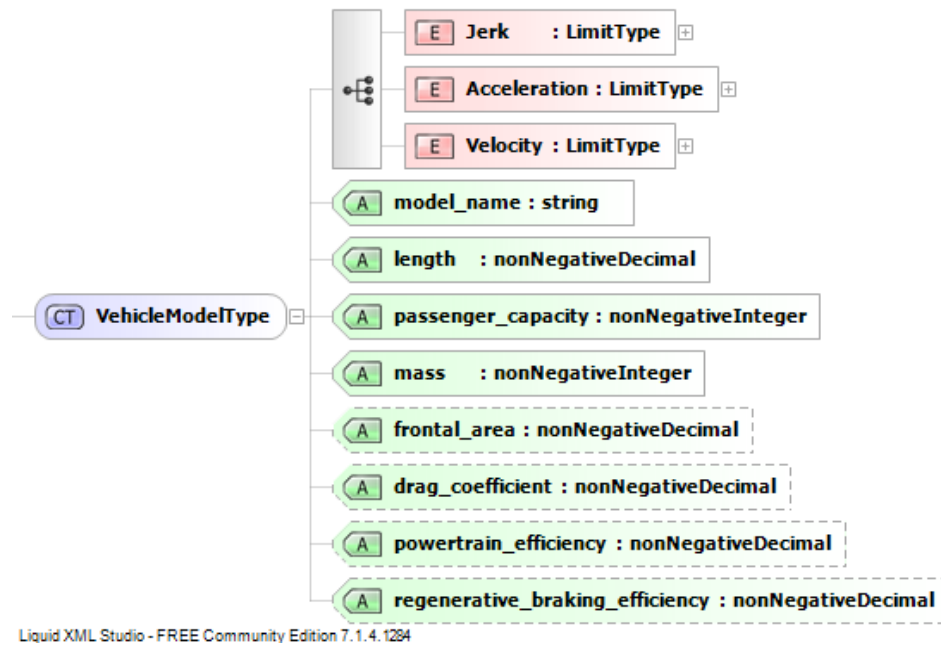 E Jerk : LimitType
E Acceleration : LimitType
E Velocity : LimitType
A model_name : string
A length : nonNegativeDecimal
CT VehicleModelType
A passenger_capacity : nonNegativeInteger
A mass : nonNegativeInteger
A frontal_area : nonNegativeDecimal
A drag_coefficient : nonNegativeDecimal
A powertrain_efficiency : nonNegativeDecimal
A regenerative_braking_efficiency : nonNegativeDecimal
Liquid XML Studio - FREE Community Edition 7.1.4.1284